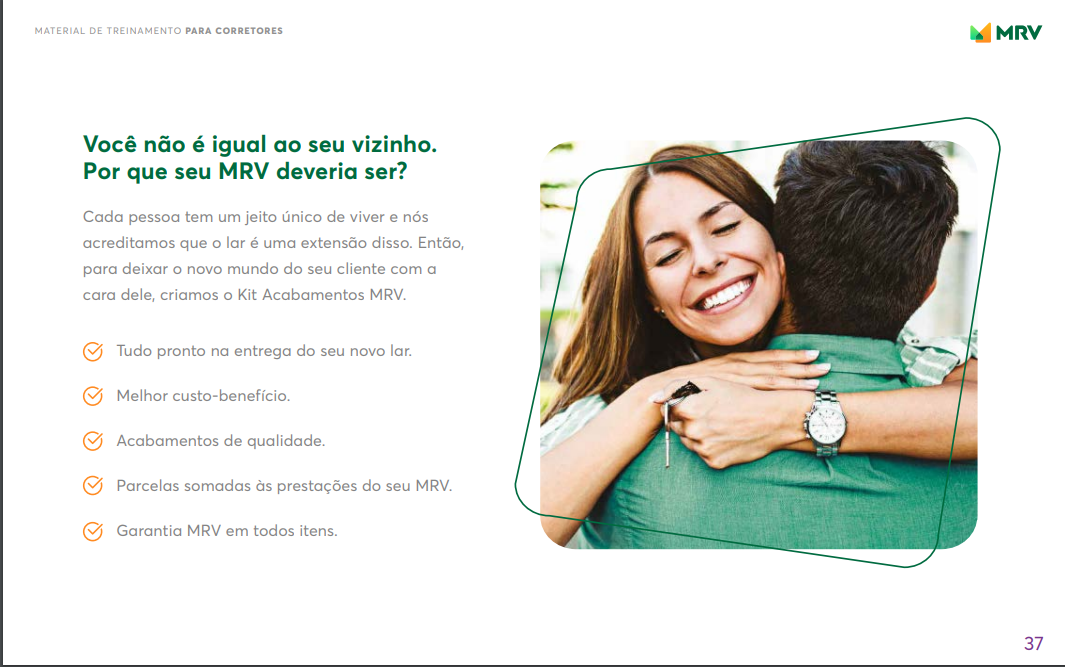 MATERIAL DE TREINAMENTO PARA CORRETORES
MRV
Você não é igual ao seu vizinho.
Por que seu MRV deveria ser?
Cada pessoa tem um jeito único de viver e nós
acreditamos que o lar é uma extensão disso. Então,
para deixar o novo mundo do seu cliente com a
cara dele, criamos o Kit Acabamentos MRV.
Tudo pronto na entrega do seu novo lar.
Melhor custo-benefício.
Acabamentos de qualidade.
Parcelas somadas às prestações do seu MRV.
Garantia MRV em todos itens.
37